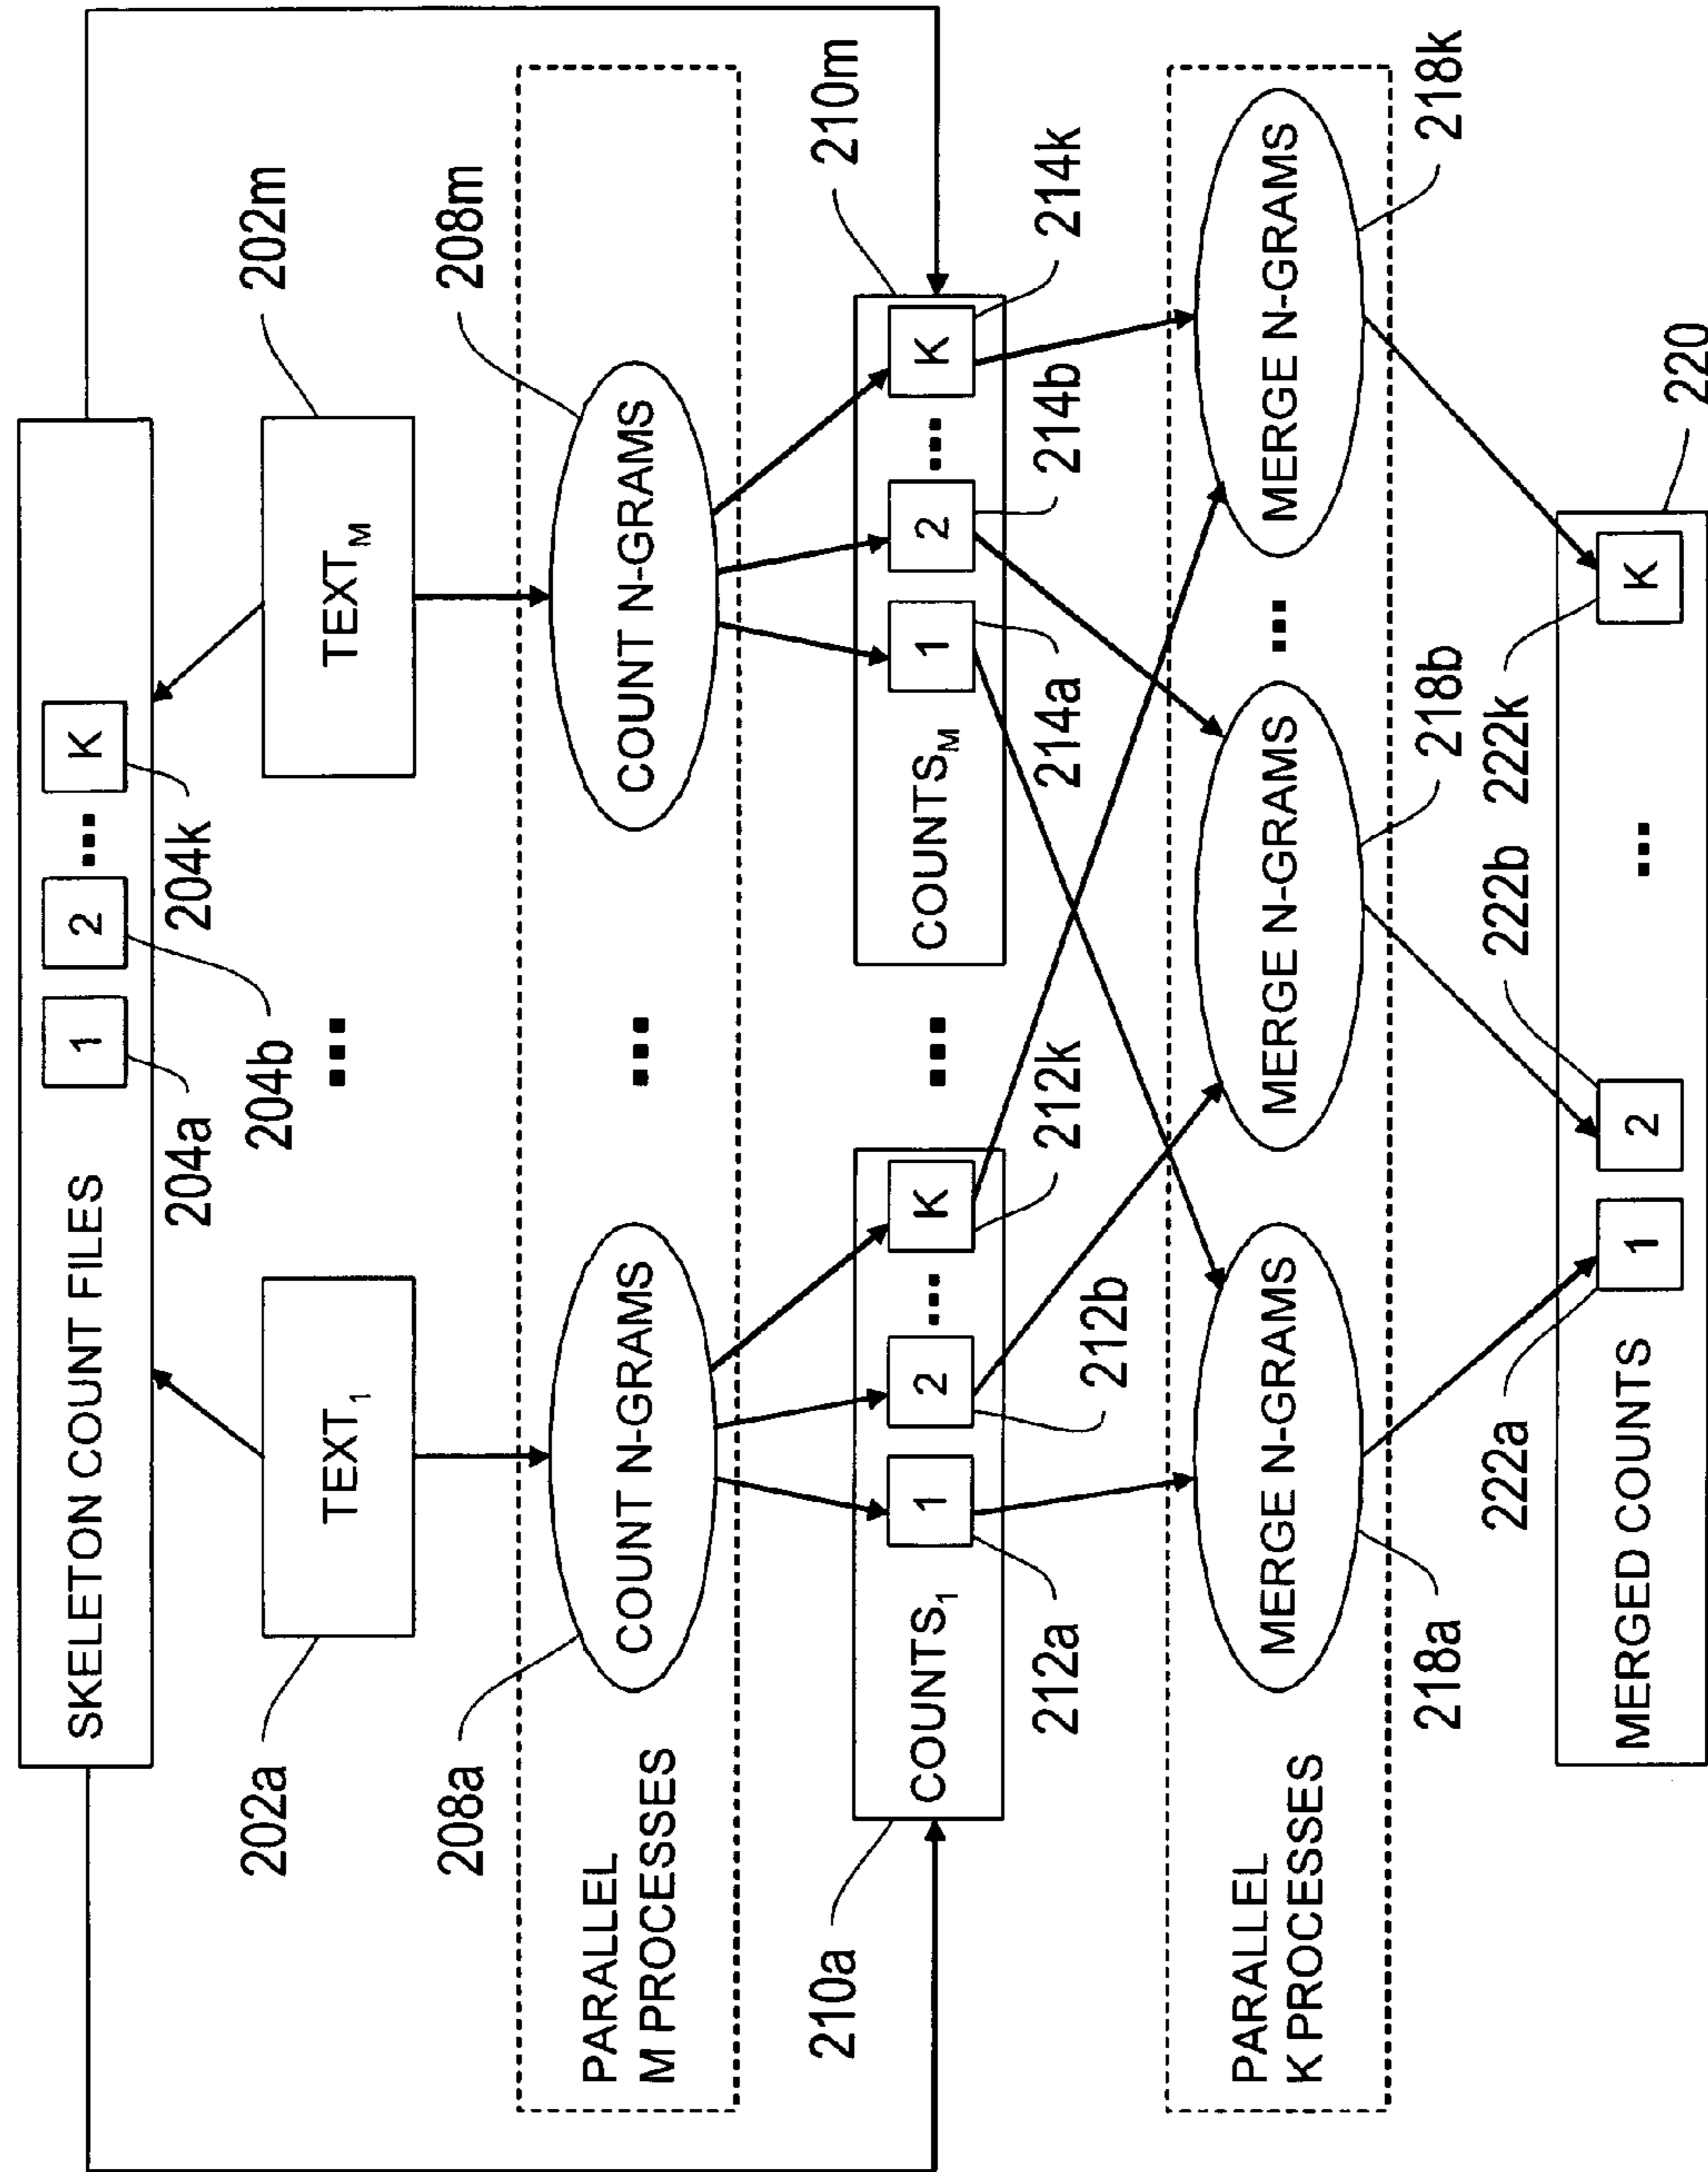 SKELETON COUNT FILES
1
2
...
K
204a
204b
204k
202a
TEXT₁
...
TEXT_M
202m
208a
208m
PARALLEL
M PROCESSES
COUNT N-GRAMS
...
COUNT N-GRAMS
210a
COUNTS₁
1
2
...
K
212a
212b
212k
...
COUNTS_M
1
2
...
K
214a
214b
214k
210m
PARALLEL
K PROCESSES
MERGE N-GRAMS
MERGE N-GRAMS
...
MERGE N-GRAMS
218a
218b
218k
222a
222b
222k
220
MERGED COUNTS
1
2
...
K